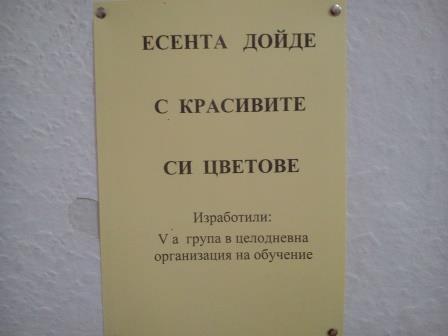 ЕСЕНТА ДОЙДЕ
С КРАСИВИТЕ
СИ ЦВЕТОВЕ
Изработили:
V а група в целодневна
организация на обучение